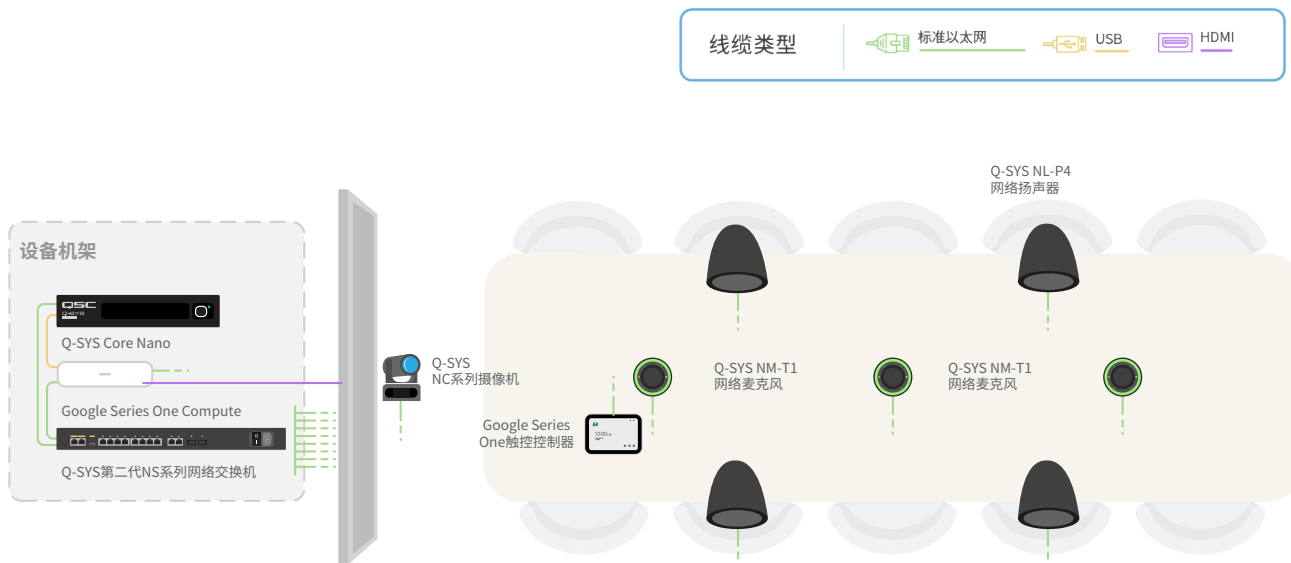 线缆类型
标准以太网
USB
HDMI
Q-SYS NL-P4
网络扬声器
设备机架
QSC
Q-SYS
Q-SYS Core Nano
Google Series One Compute
Q-SYS第二代NS系列网络交换机
Q-SYS
NC系列摄像机
Q-SYS NM-T1
网络麦克风
Q-SYS NM-T1
网络麦克风
Google Series
One触控控制器
10:00